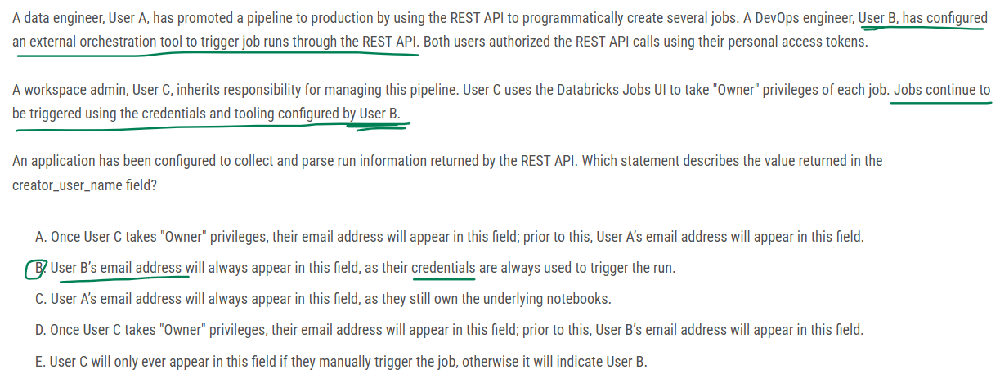 A data engineer, User A, has promoted a pipeline to production by using the REST API to programmatically create several jobs. A DevOps engineer, User B, has configured
an external orchestration tool to trigger job runs through the REST API. Both users authorized the REST API calls using their personal access tokens.
A workspace admin, User C, inherits responsibility for managing this pipeline. User C uses the Databricks Jobs UI to take "Owner" privileges of each job. Jobs continue to
be triggered using the credentials and tooling configured by User B.
An application has been configured to collect and parse run information returned by the REST API. Which statement describes the value returned in the
creator_user_name field?
A. Once User C takes "Owner" privileges, their email address will appear in this field; prior to this, User A’s email address will appear in this field.
B. User B’s email address will always appear in this field, as their credentials are always used to trigger the run.
C. User A’s email address will always appear in this field, as they still own the underlying notebooks.
D. Once User C takes "Owner" privileges, their email address will appear in this field; prior to this, User B’s email address will appear in this field.
E. User C will only ever appear in this field if they manually trigger the job, otherwise it will indicate User B.